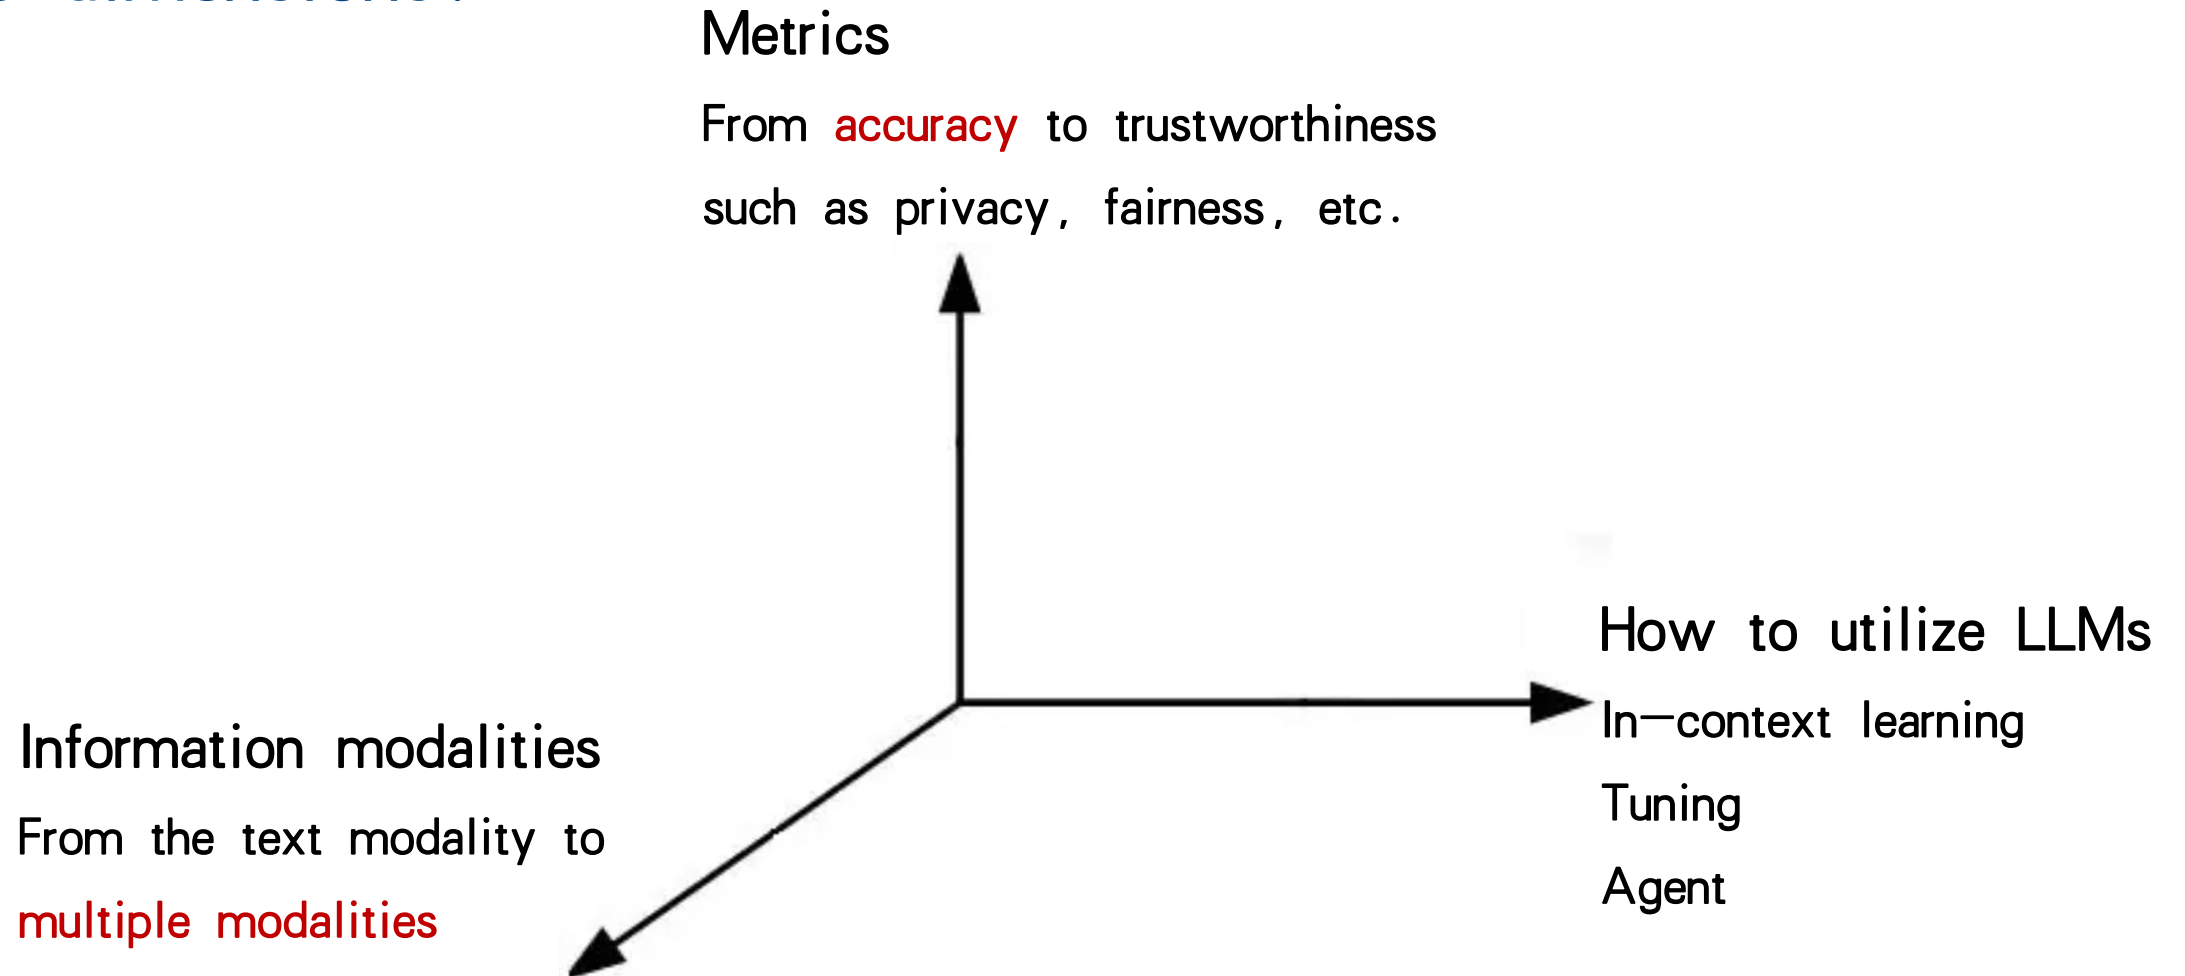 Metrics
From accuracy to trustworthiness
such as privacy, fairness, etc.
How to utilize LLMs
In-context learning
Tuning
Agent
Information modalities
From the text modality to
multiple modalities